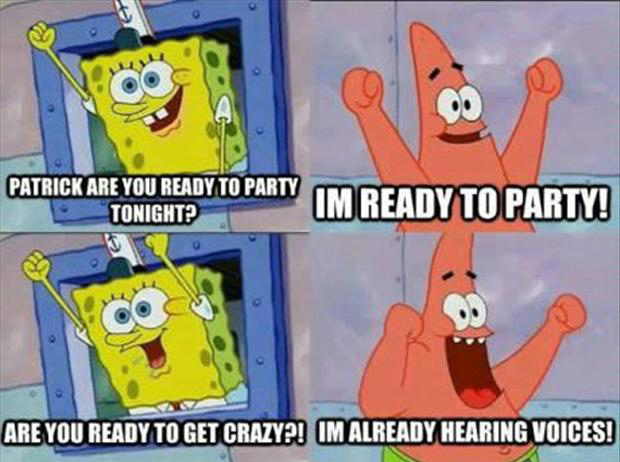 PATRICK ARE YOU READY TO PARTY
TONIGHT?
IM READY TO PARTY!
ARE YOU READY TO GET CRAZY?!
IM ALREADY HEARING VOICES!